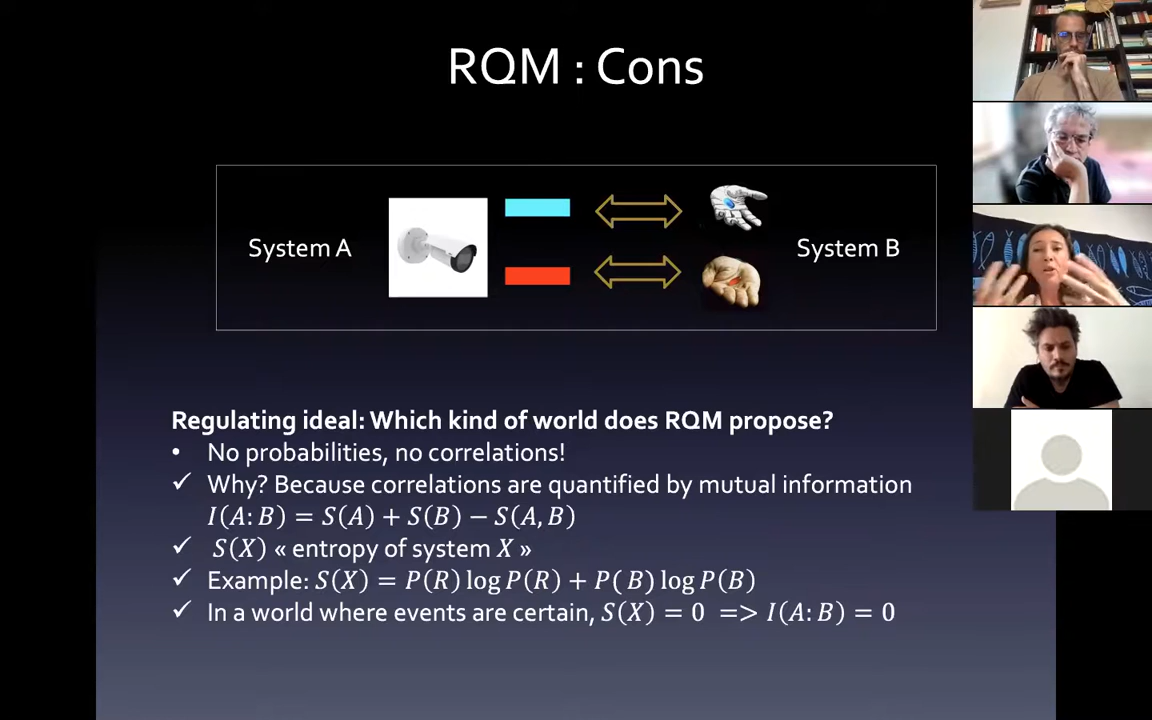 RQM : Cons
System A
System B
Regulating ideal: Which kind of world does RQM propose?
• No probabilities, no correlations!
✓ Why? Because correlations are quantified by mutual information
I(A:B) = S(A) + S(B) − S(A, B)
✓ S(X) « entropy of system X »
✓ Example: S(X) = P(R) log P(R) + P(B) log P(B)
✓ In a world where events are certain, S(X) = 0 => I(A:B) = 0